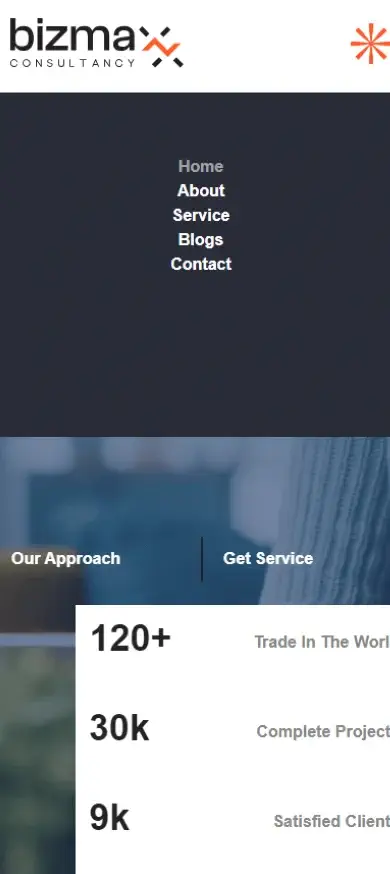 bizmax
CONSULTANCY
Home
About
Service
Blogs
Contact
Our Approach
Get Service
120+
Trade In The Worl
30k
Complete Project
9k
Satisfied Client